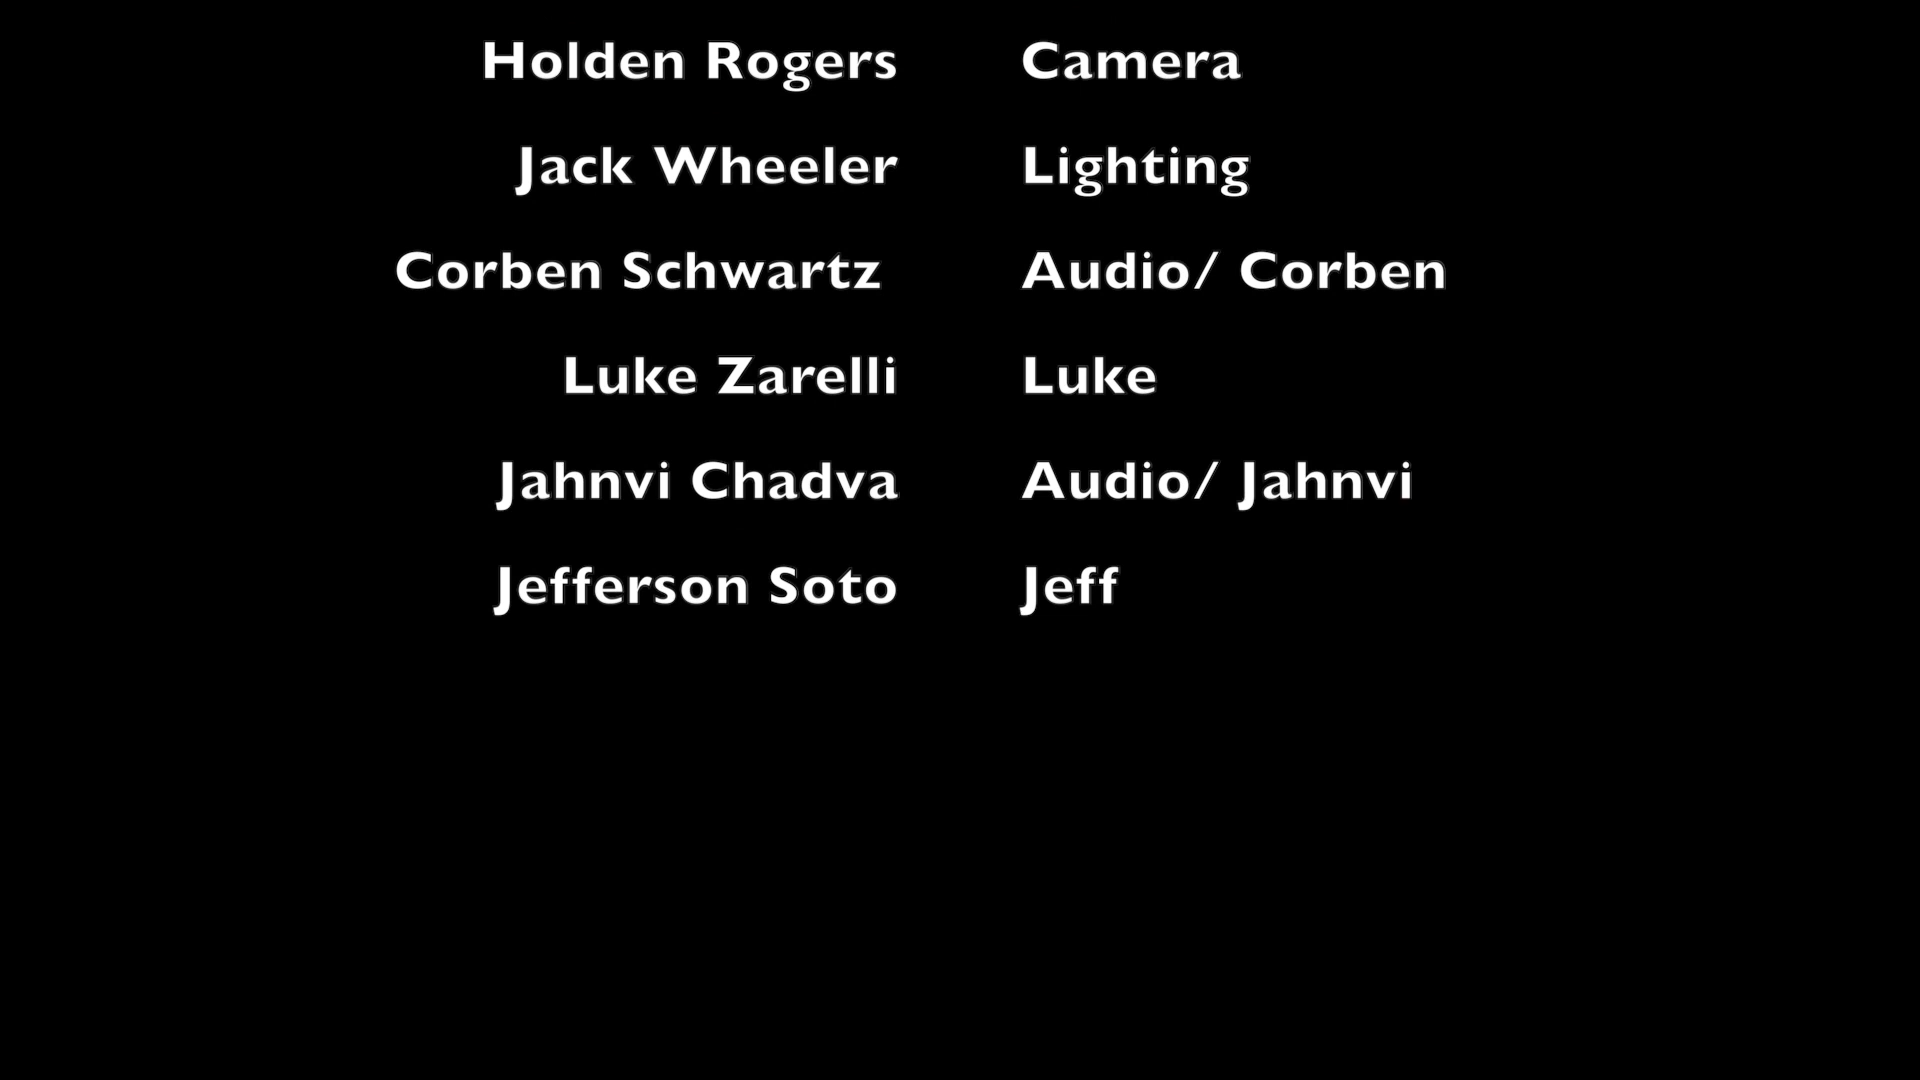 Holden Rogers Camera
Jack Wheeler Lighting
Corben Schwartz Audio/ Corben
Luke Zarelli Luke
Jahnvi Chadva Audio/ Jahnvi
Jefferson Soto Jeff